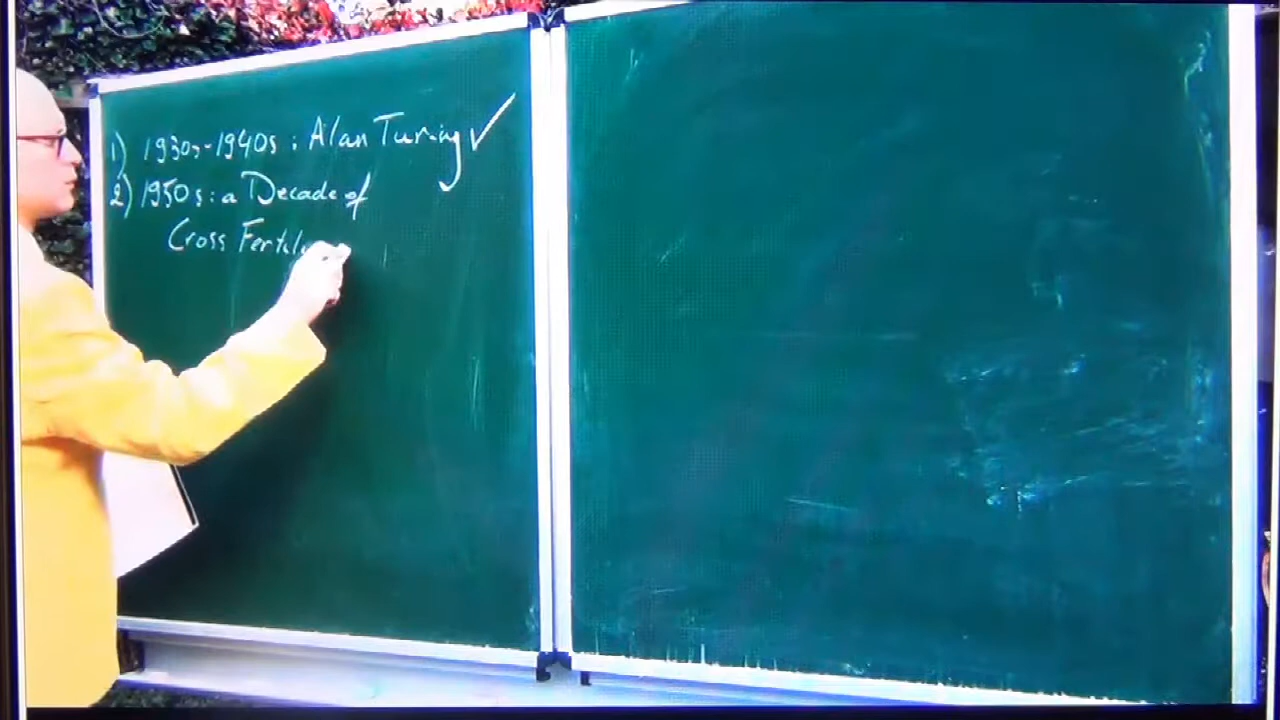 1) 1930s-1940s : Alan Turing ✓
2) 1950s : a Decade of
Cross Fertil